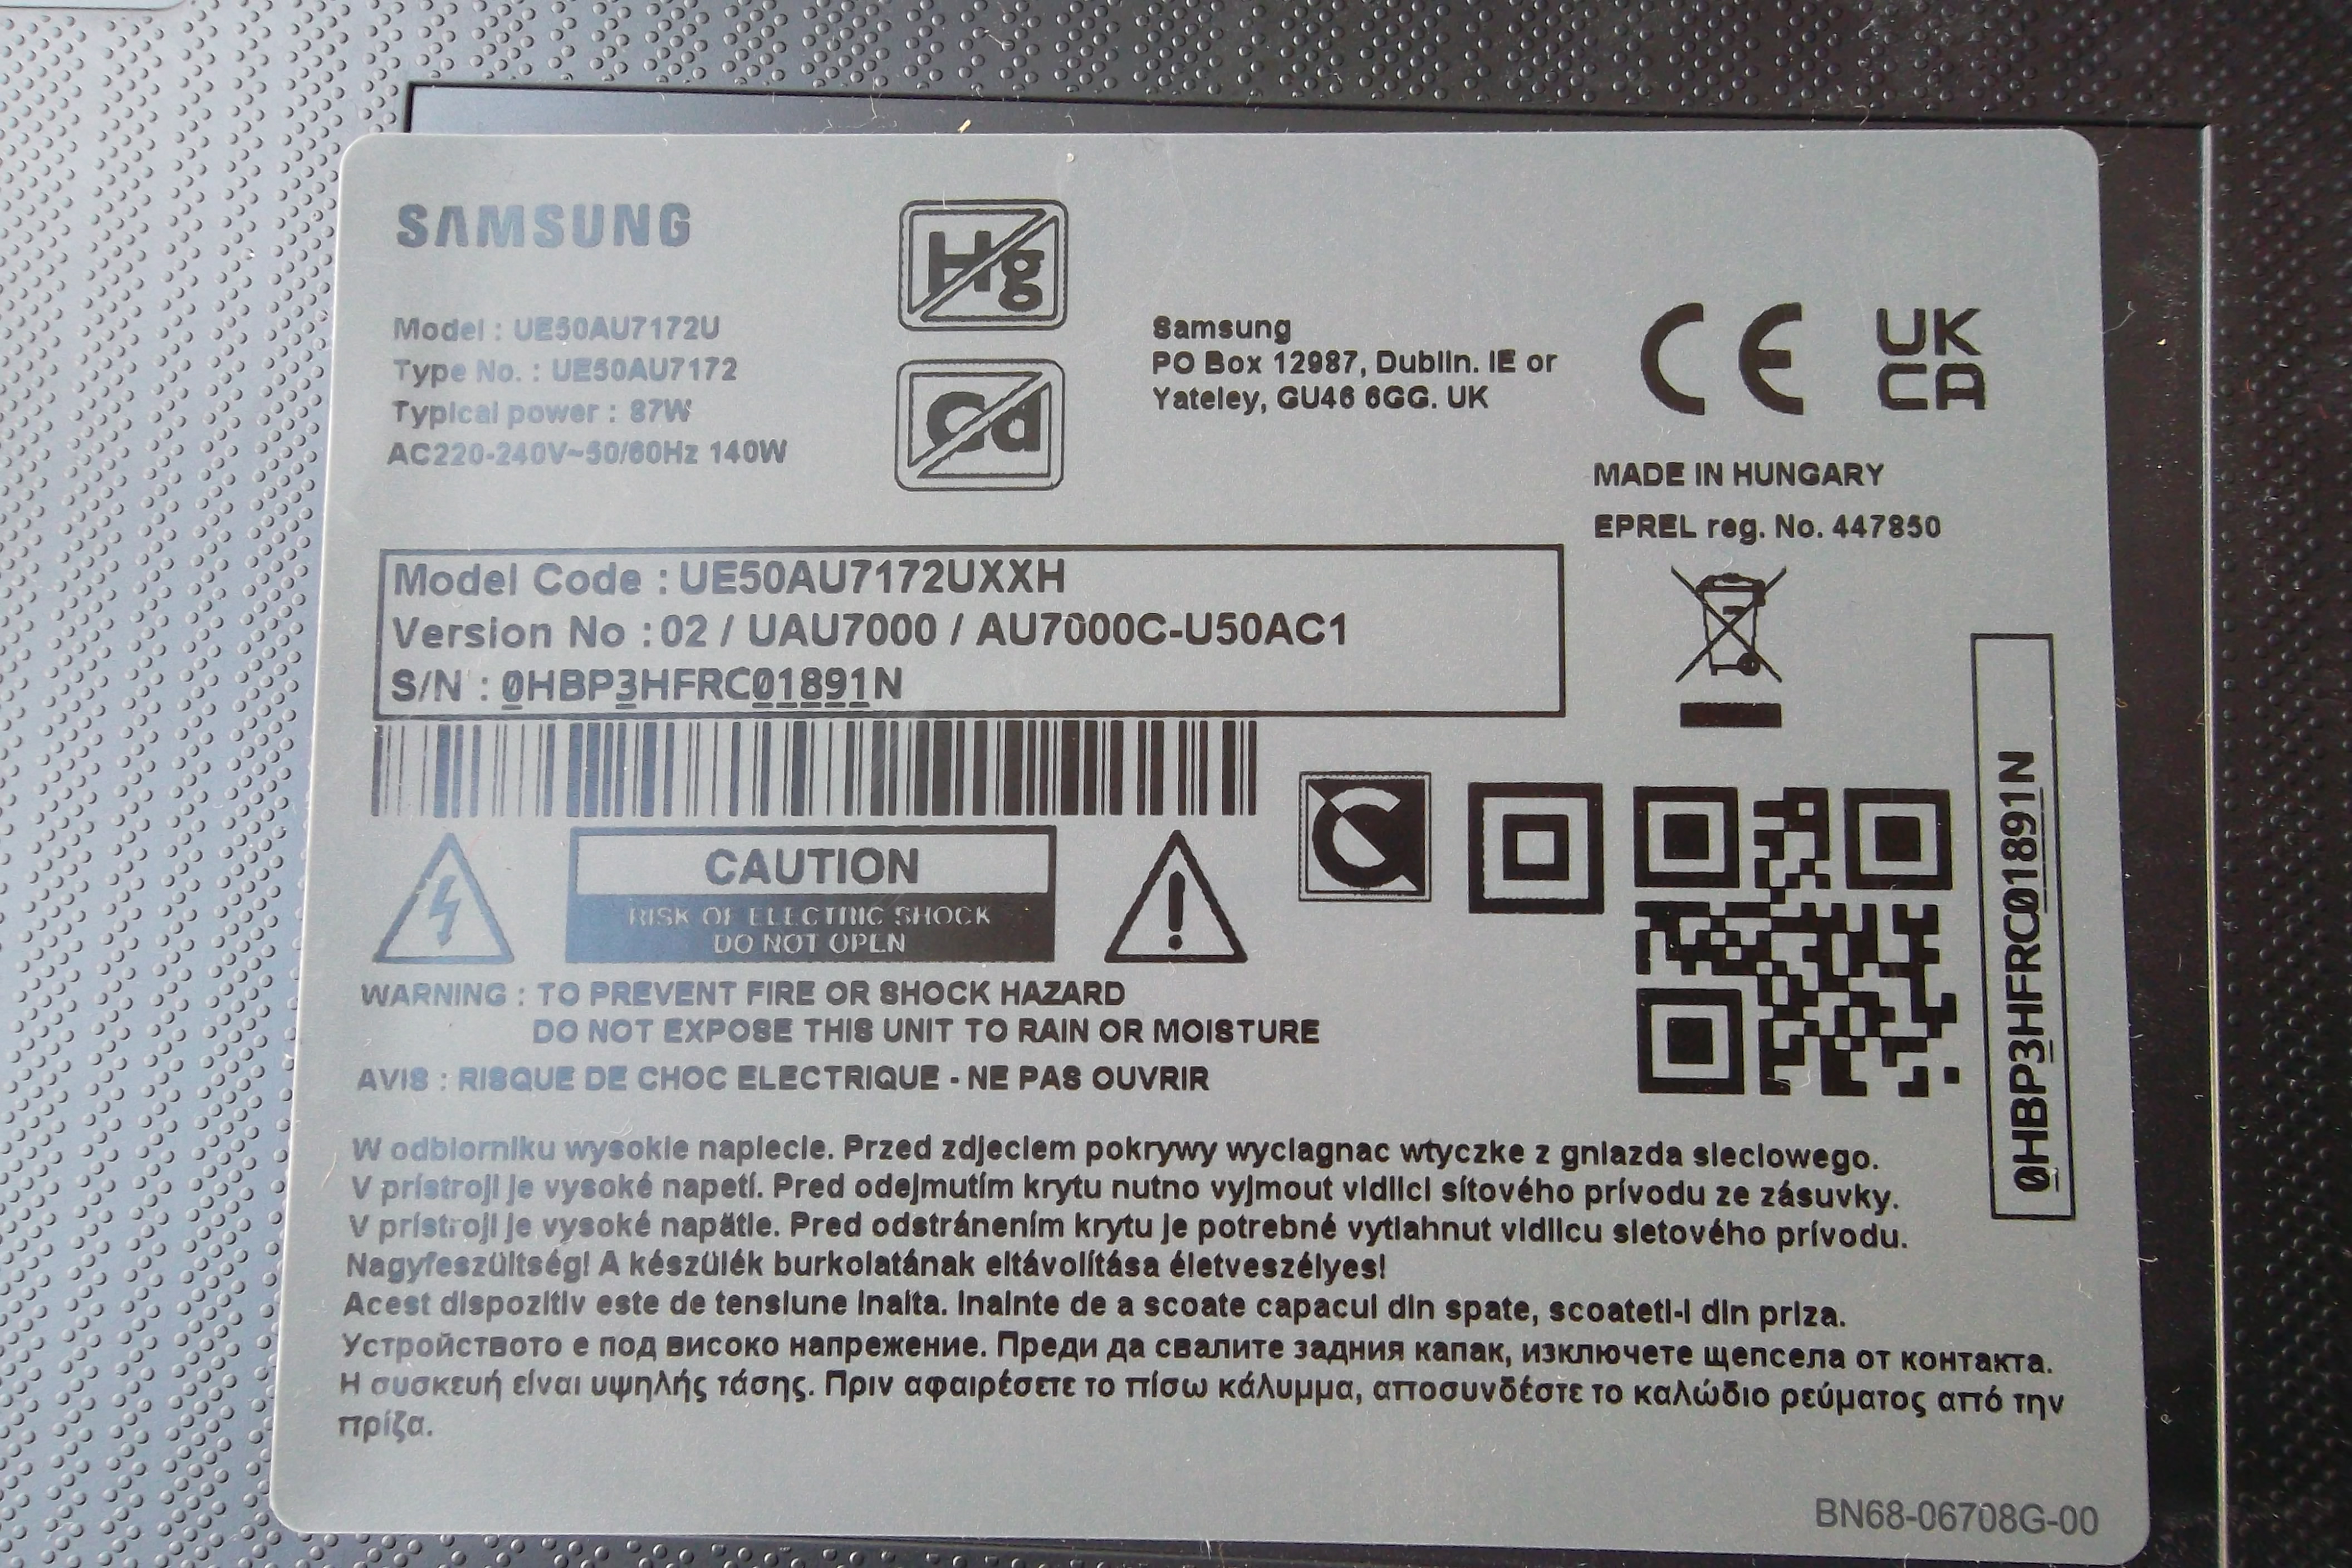 SAMSUNG
Hg
Model : UE50AU7172U
Type No. : UE50AU7172
Typical power : 87W
AC220-240V~50/60Hz 140W
Cd
Samsung
PO Box 12987, Dublin. IE or
Yateley, GU46 6GG. UK
CE
UK
CA
MADE IN HUNGARY
EPREL reg. No. 447850
Model Code : UE50AU7172UXXH
Version No :02 / UAU7000 / AU7000C-U50AC1
S/N : 0HBP3HFRC01891N
0HBP3HFRC01891N
CAUTION
RISK OF ELECTRIC SHOCK
DO NOT OPEN
WARNING : TO PREVENT FIRE OR SHOCK HAZARD
DO NOT EXPOSE THIS UNIT TO RAIN OR MOISTURE
AVIS : RISQUE DE CHOC ELECTRIQUE - NE PAS OUVRIR
W odbiorniku wysokie napiecie. Przed zdjeciem pokrywy wyciagnac wtyczke z gniazda sieciowego.
V prístroji je vysoké napetí. Pred odejmutím krytu nutno vyjmout vidlici sítového prívodu ze zásuvky.
V prístroji je vysoké napätie. Pred odstránením krytu je potrebné vytiahnut vidlicu sietového prívodu.
Nagyfeszültség! A készülék burkolatának eltávolítása életveszélyes!
Acest dispozitiv este de tensiune inalta. Inainte de a scoate capacul din spate, scoateti-l din priza.
Устройството е под високо напрежение. Преди да свалите задния капак, изключете щепсела от контакта.
Η συσκευή είναι υψηλής τάσης. Πριν αφαιρέσετε το πίσω κάλυμμα, αποσυνδέστε το καλώδιο ρεύματος από την
πρίζα.
BN68-06708G-00